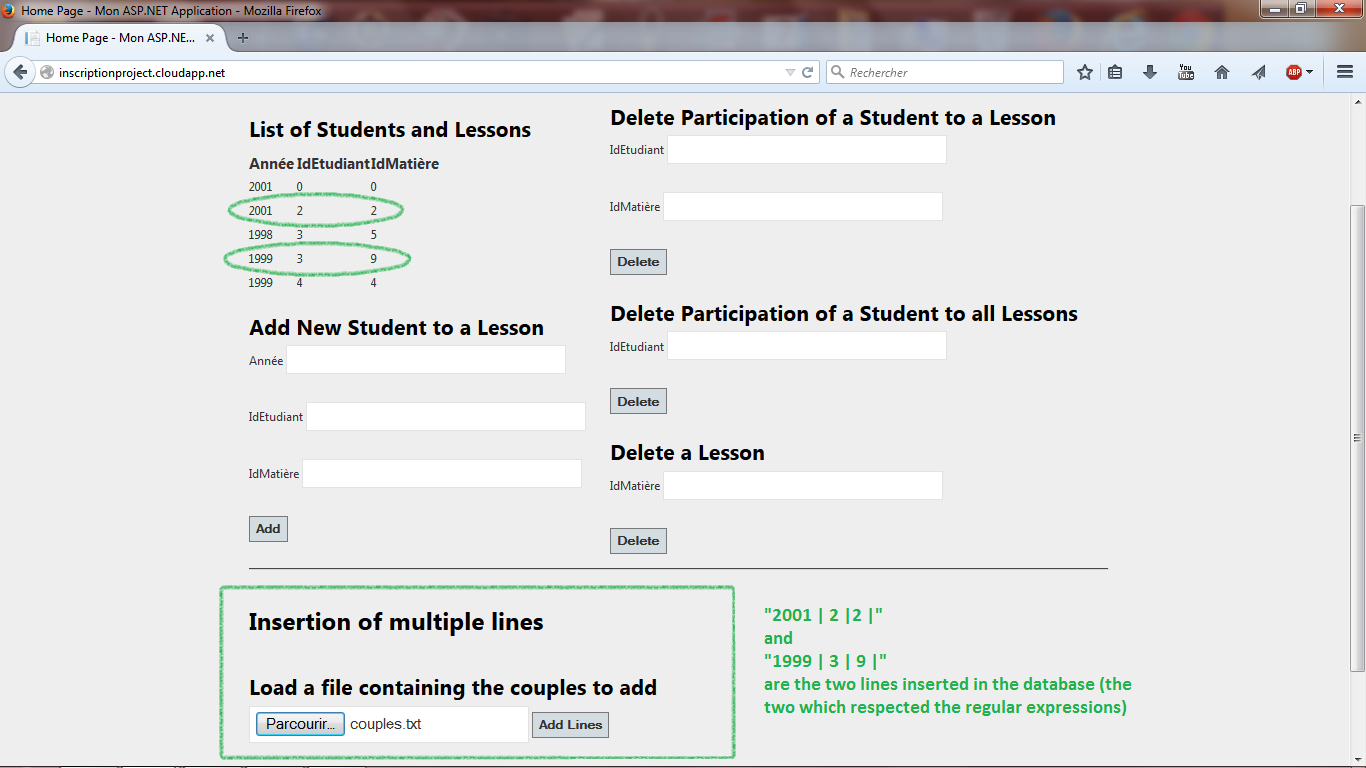 Home Page - Mon ASP.NET Application - Mozilla Firefox
Home Page - Mon ASP.NE...
inscriptionproject.cloudapp.net
Rechercher
You Tube
ABP
List of Students and Lessons
Année IdEtudiant IdMatière
2001 0 0
2001 2 2
1998 3 5
1999 3 9
1999 4 4
Add New Student to a Lesson
Année
IdEtudiant
IdMatière
Add
Delete Participation of a Student to a Lesson
IdEtudiant
IdMatière
Delete
Delete Participation of a Student to all Lessons
IdEtudiant
Delete
Delete a Lesson
IdMatière
Delete
Insertion of multiple lines
Load a file containing the couples to add
Parcourir... couples.txt Add Lines
"2001 | 2 |2 |"
and
"1999 | 3 | 9 |"
are the two lines inserted in the database (the
two which respected the regular expressions)